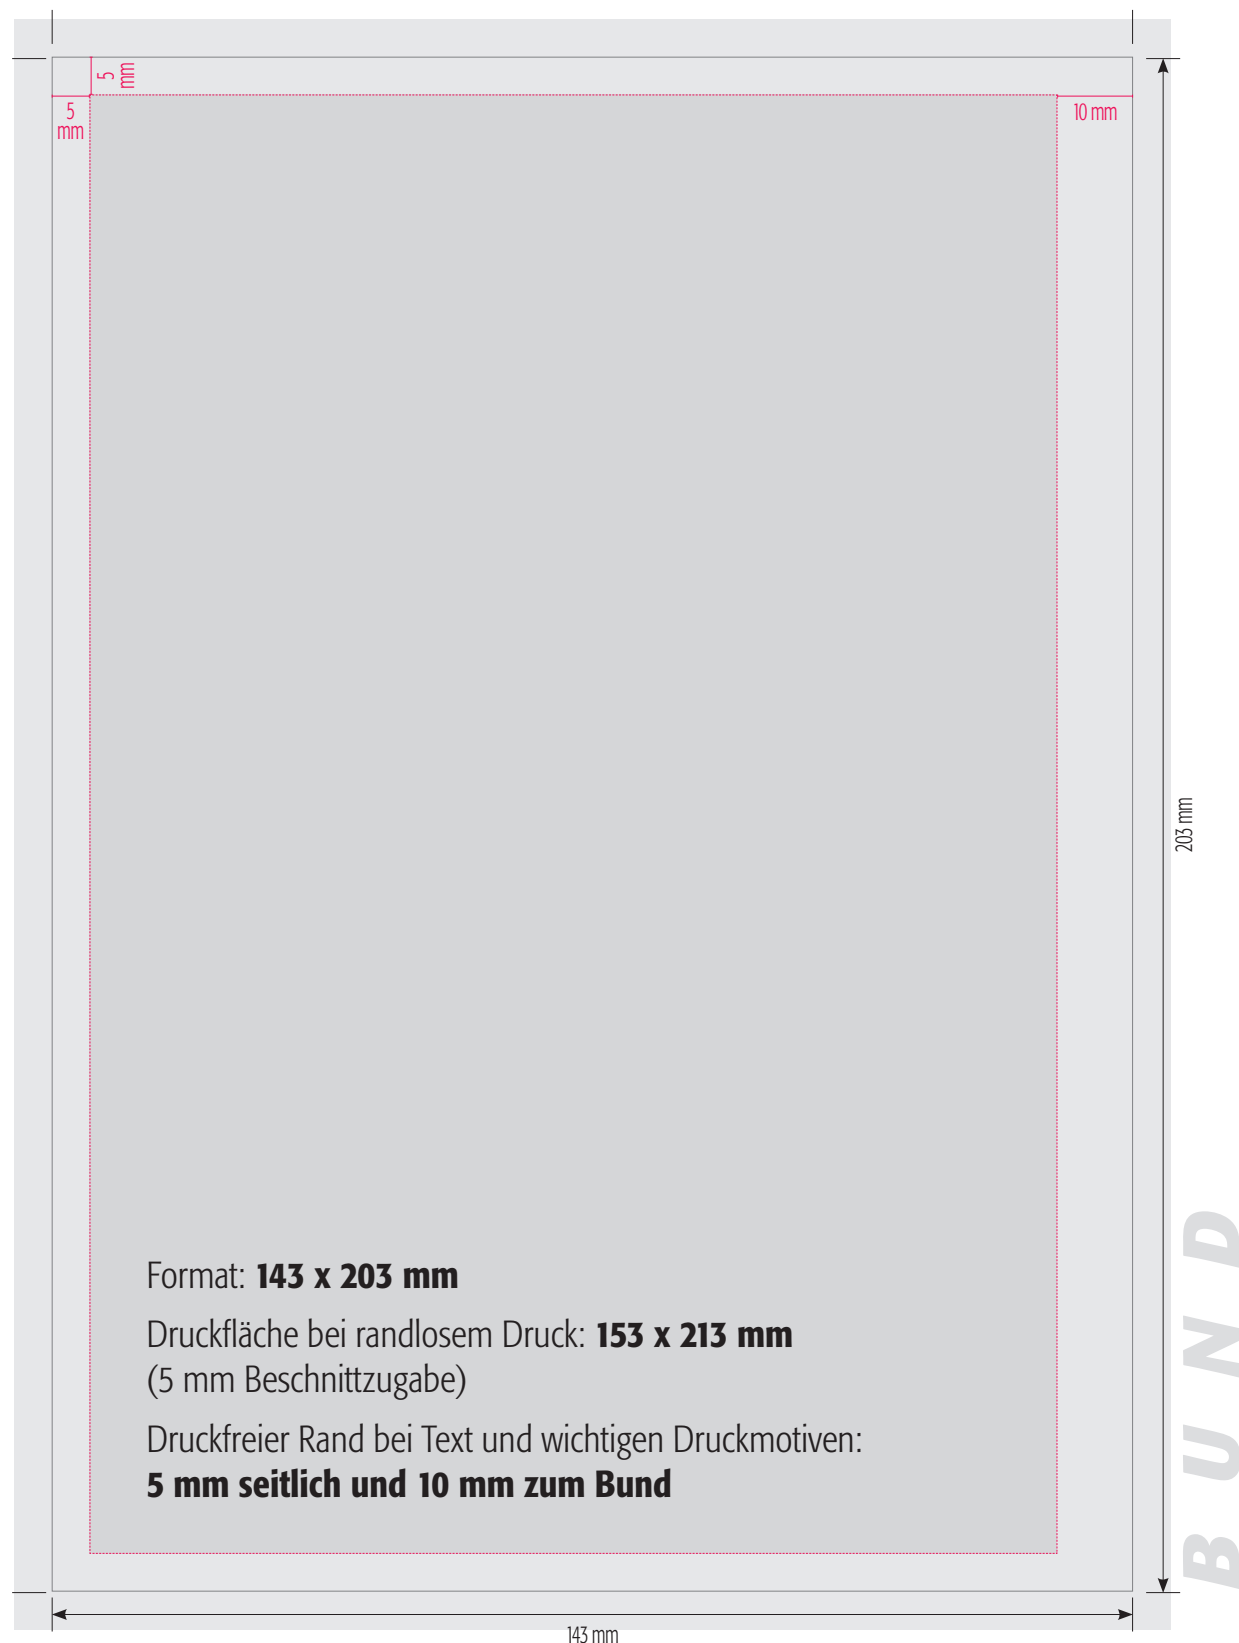 5
mm
5
mm
10 mm
203 mm
Format: 143 x 203 mm
Druckfläche bei randlosem Druck: 153 x 213 mm
(5 mm Beschnittzugabe)
Druckfreier Rand bei Text und wichtigen Druckmotiven:
5 mm seitlich und 10 mm zum Bund
BUND
143 mm